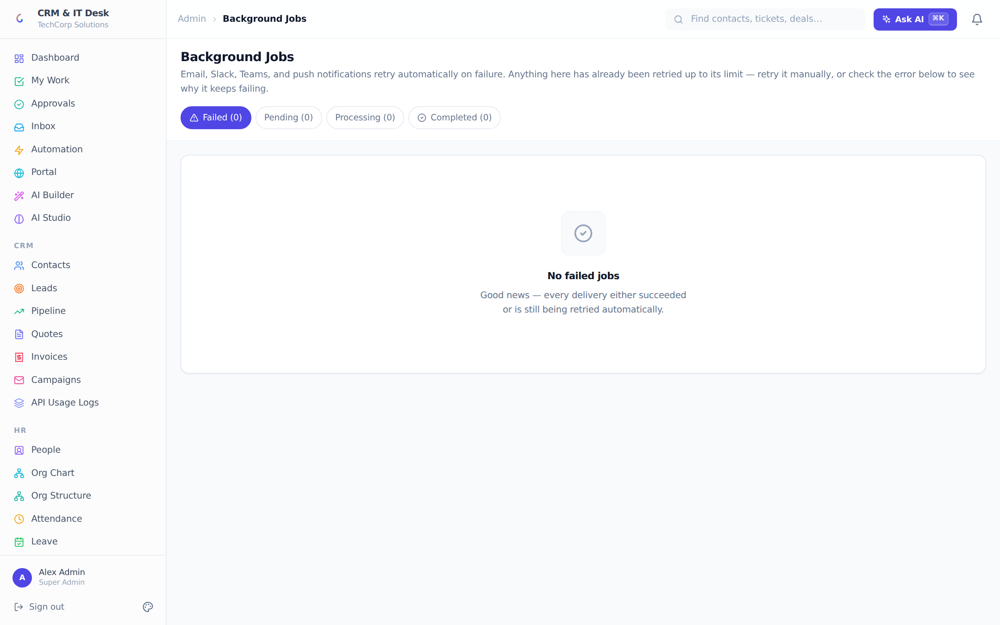 CRM & IT Desk
TechCorp Solutions
Dashboard
My Work
Approvals
Inbox
Automation
Portal
AI Builder
AI Studio
CRM
Contacts
Leads
Pipeline
Quotes
Invoices
Campaigns
API Usage Logs
HR
People
Org Chart
Org Structure
Attendance
Leave
A
Alex Admin
Super Admin
Sign out
Admin
Background Jobs
Find contacts, tickets, deals...
Ask AI ⌘K
Background Jobs
Email, Slack, Teams, and push notifications retry automatically on failure. Anything here has already been retried up to its limit — retry it manually, or check the error below to see
why it keeps failing.
Failed (0)
Pending (0)
Processing (0)
Completed (0)
No failed jobs
Good news — every delivery either succeeded
or is still being retried automatically.